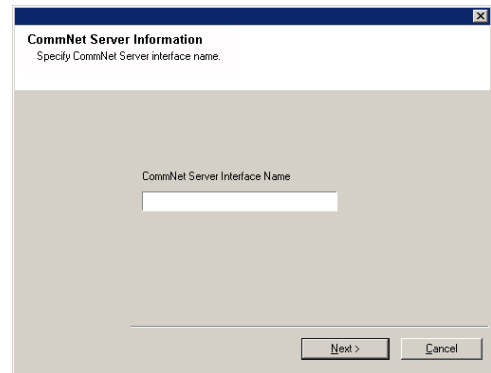 CommNet Server Information
Specify CommNet Server interface name.
CommNet Server Interface Name
Next > Cancel